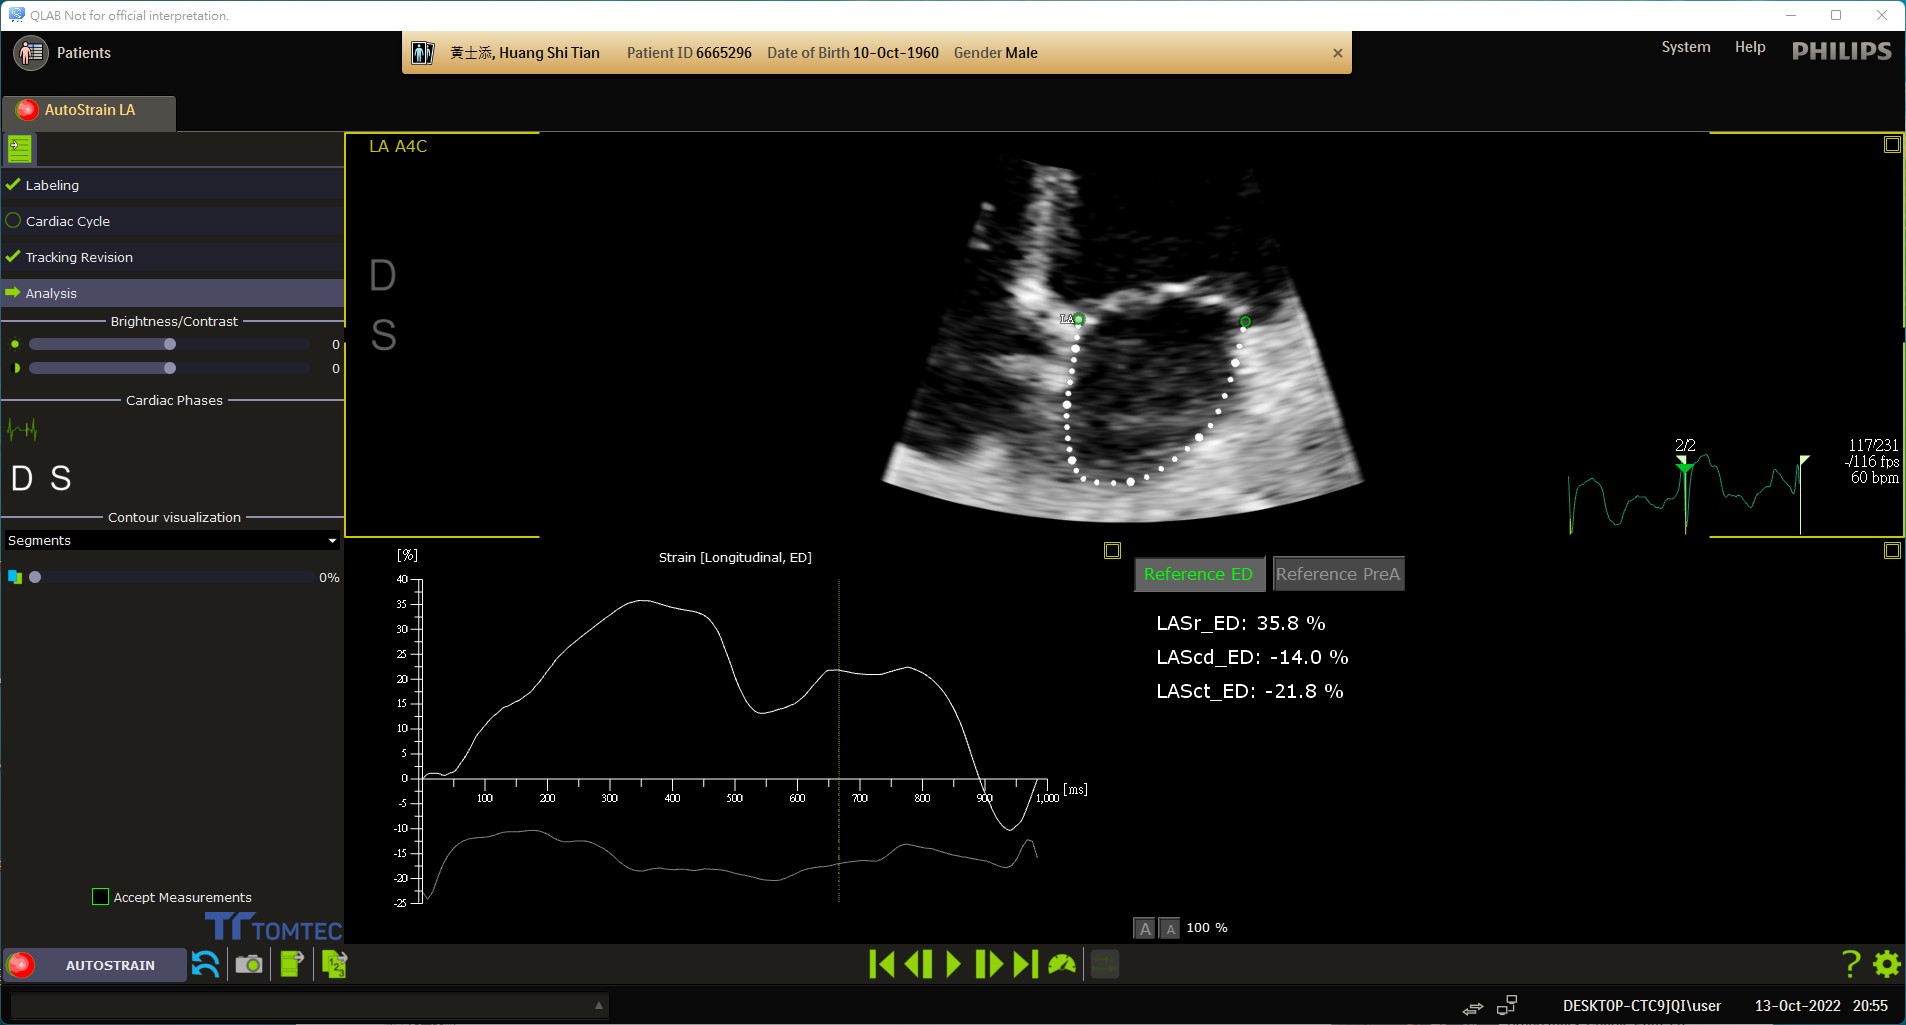 QLAB Not for official interpretation.
Patients
黃士添, Huang Shi Tian Patient ID 6665296 Date of Birth 10-Oct-1960 Gender Male
System Help PHILIPS
AutoStrain LA
Labeling
Cardiac Cycle
Tracking Revision
Analysis
Brightness/Contrast
0
0
Cardiac Phases
D S
Contour visualization
Segments
0%
Accept Measurements
TOMTEC
LA A4C
D
S
LA
2/2
117/231
-/116 fps
60 bpm
[%]
Strain [Longitudinal, ED]
40
35
30
25
20
15
10
5
0
-5
-10
-15
-20
-25
100 200 300 400 500 600 700 800 900 1,000 [ms]
Reference ED Reference PreA
LASr_ED: 35.8 %
LAScd_ED: -14.0 %
LASct_ED: -21.8 %
A A 100 %
AUTOSTRAIN
1 2 3
?
DESKTOP-CTC9JQI\user 13-Oct-2022 20:55